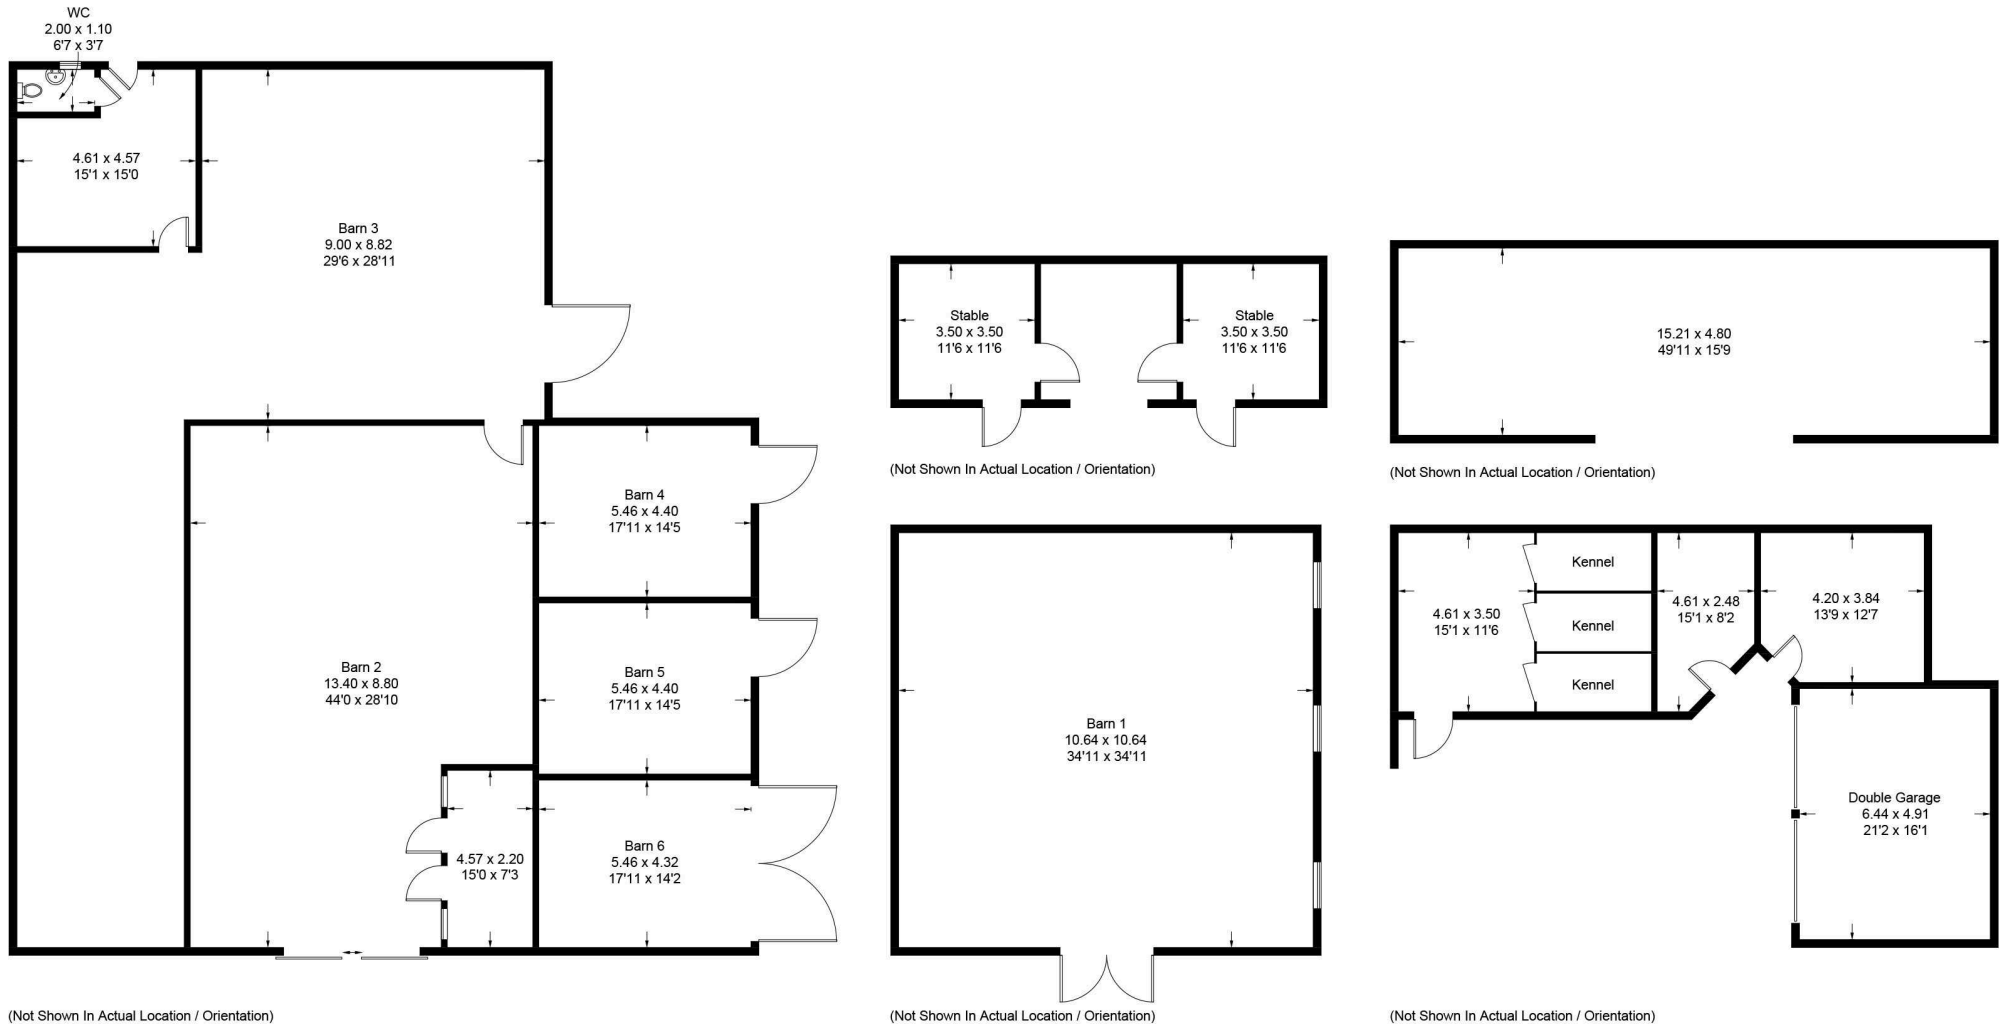 WC
2.00 x 1.10
6'7 x 3'7
4.61 x 4.57
15'1 x 15'0
Barn 3
9.00 x 8.82
29'6 x 28'11
Barn 4
5.46 x 4.40
17'11 x 14'5
Barn 2
13.40 x 8.80
44'0 x 28'10
Barn 5
5.46 x 4.40
17'11 x 14'5
4.57 x 2.20
15'0 x 7'3
Barn 6
5.46 x 4.32
17'11 x 14'2
(Not Shown In Actual Location / Orientation)
Stable
3.50 x 3.50
11'6 x 11'6
Stable
3.50 x 3.50
11'6 x 11'6
(Not Shown In Actual Location / Orientation)
15.21 x 4.80
49'11 x 15'9
(Not Shown In Actual Location / Orientation)
Barn 1
10.64 x 10.64
34'11 x 34'11
(Not Shown In Actual Location / Orientation)
4.61 x 3.50
15'1 x 11'6
Kennel
Kennel
Kennel
4.61 x 2.48
15'1 x 8'2
4.20 x 3.84
13'9 x 12'7
Double Garage
6.44 x 4.91
21'2 x 16'1
(Not Shown In Actual Location / Orientation)